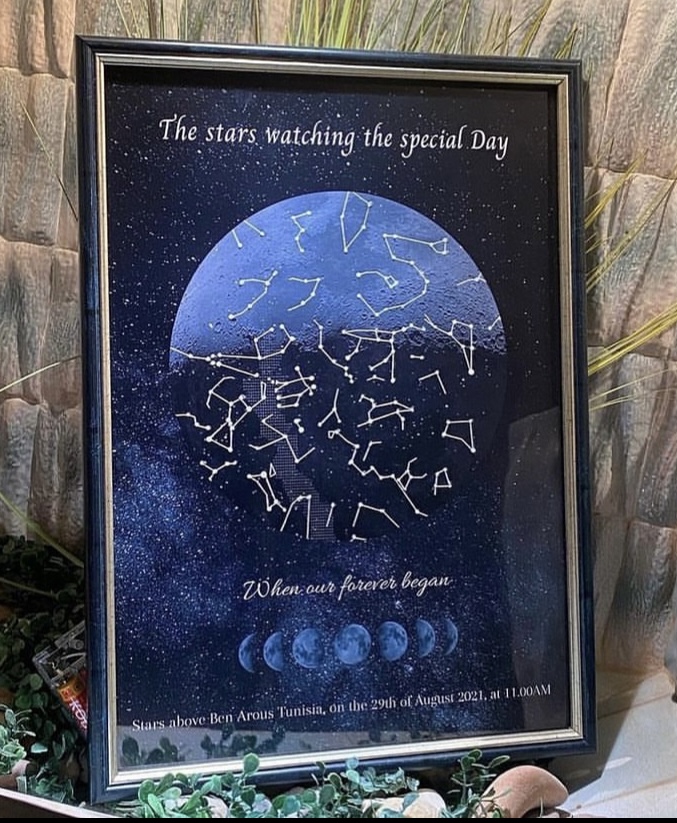 The stars watching the special Day
When our forever began
Stars above Ben Arous Tunisia, on the 29th of August 2021, at 11.00AM